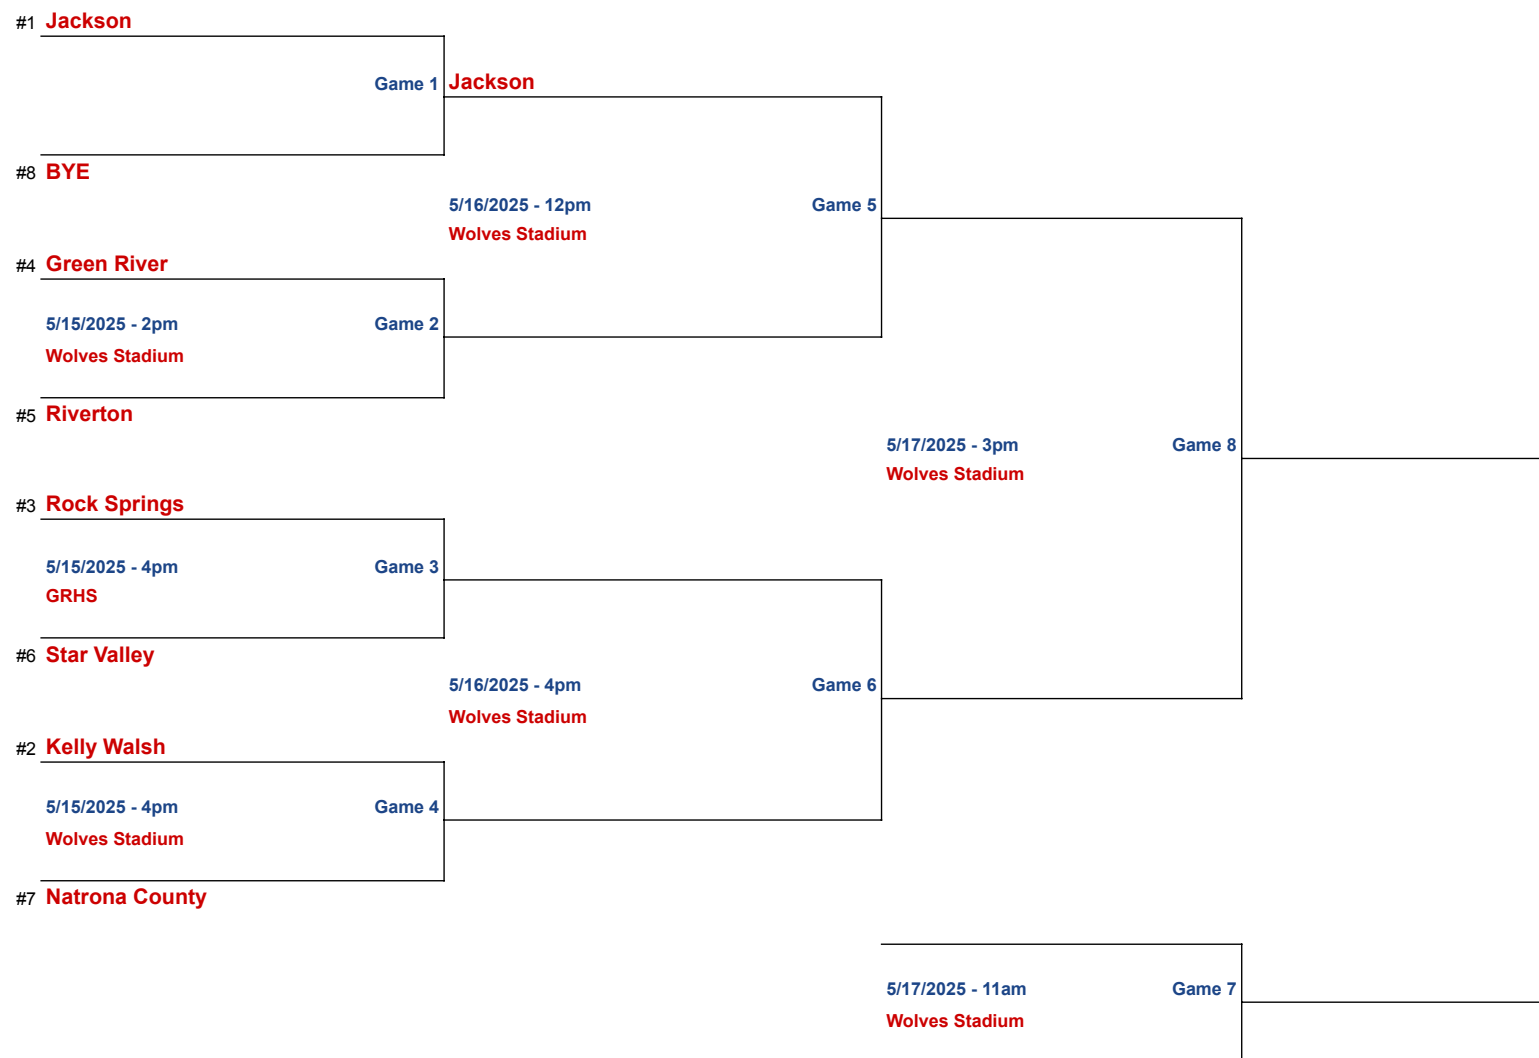 #1 Jackson
Game 1 Jackson
#8 BYE
5/16/2025 - 12pm Game 5
Wolves Stadium
#4 Green River
5/15/2025 - 2pm Game 2
Wolves Stadium
#5 Riverton
5/17/2025 - 3pm Game 8
Wolves Stadium
#3 Rock Springs
5/15/2025 - 4pm Game 3
GRHS
#6 Star Valley
5/16/2025 - 4pm Game 6
Wolves Stadium
#2 Kelly Walsh
5/15/2025 - 4pm Game 4
Wolves Stadium
#7 Natrona County
5/17/2025 - 11am Game 7
Wolves Stadium